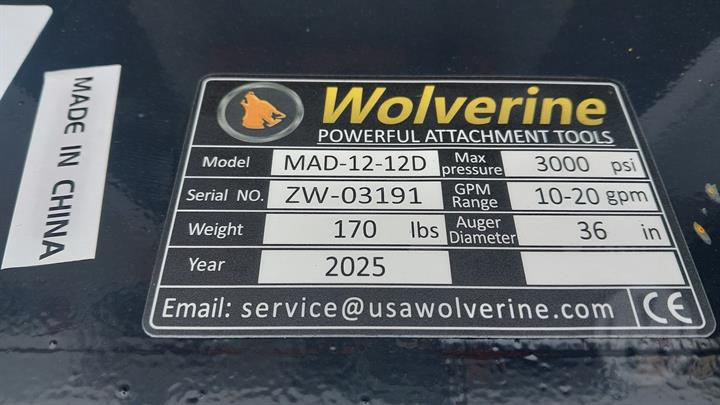 MADE IN CHINA
Wolverine
POWERFUL ATTACHMENT TOOLS
Model MAD-12-12D Max pressure 3000 psi
Serial NO. ZW-03191 GPM Range 10-20 gpm
Weight 170 lbs Auger Diameter 36 in
Year 2025
Email: service@usawolverine.com CE